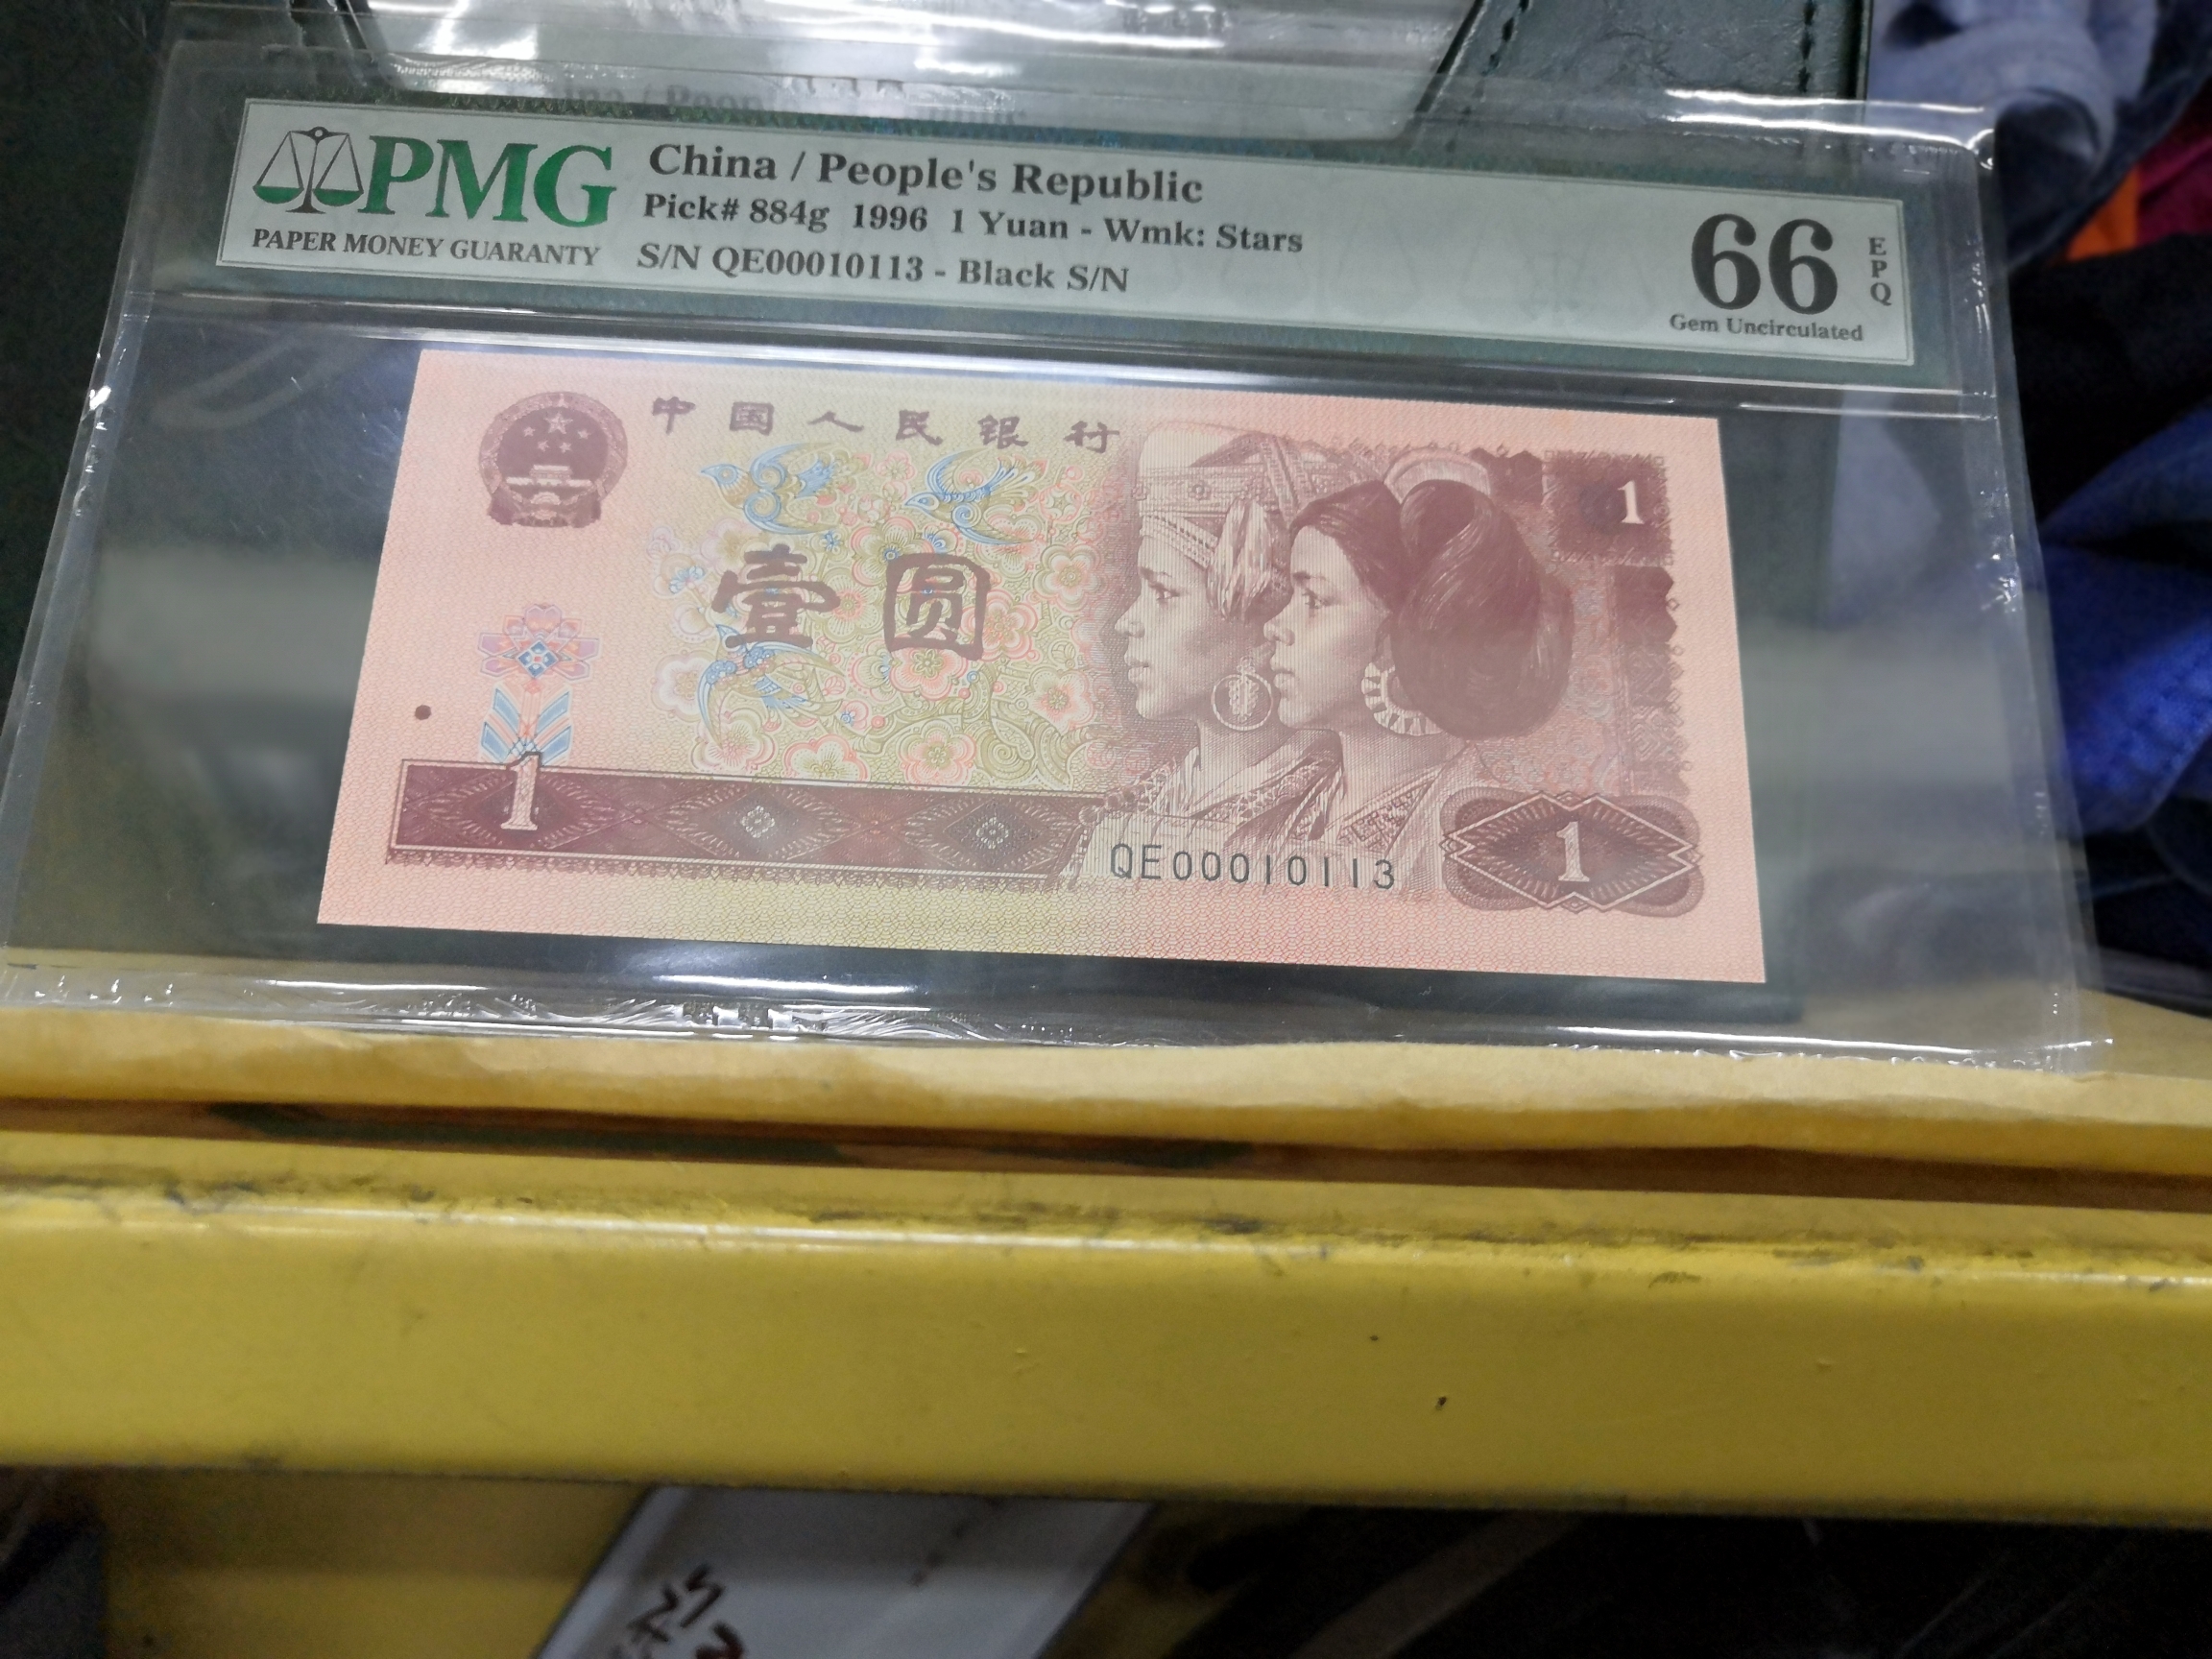 PMG
PAPER MONEY GUARANTY
China / People's Republic
Pick# 884g 1996 1 Yuan - Wmk: Stars
S/N QE00010113 - Black S/N
66
EPQ
Gem Uncirculated
中国人民银行
1
壹圆
1
QE00010113
1